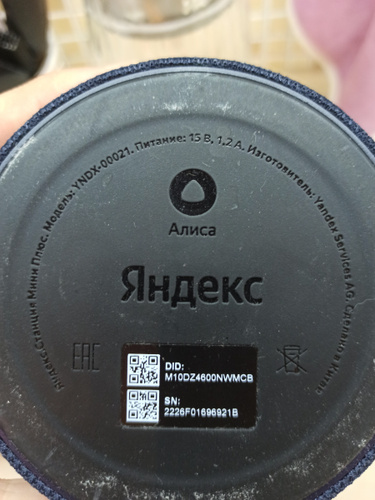 Яндекс Станция Мини Плюс. Модель: YNDX-00021. Питание: 15 В, 1,2 А. Изготовитель: Yandex Services AG. Сделано в Китае
Алиса
Яндекс
EAC
DID:
M10DZ4600NWMCB
SN:
2226F01696921B